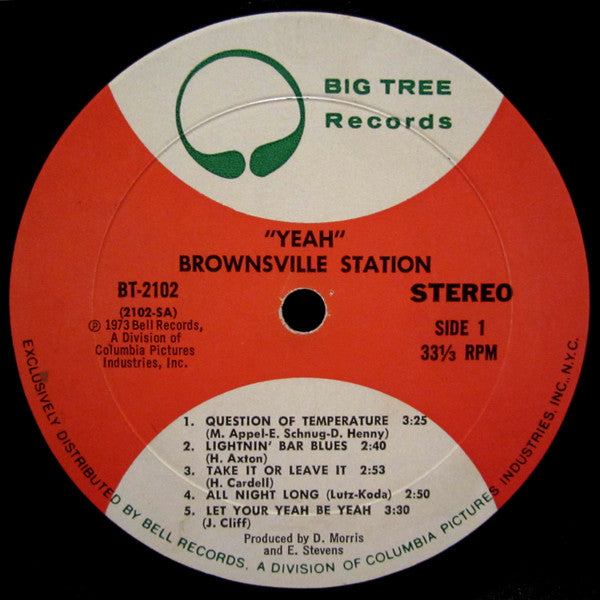 BIG TREE
Records
"YEAH"
BROWNSVILLE STATION
BT-2102
(2102-SA)
℗ 1973 Bell Records,
A Division of
Columbia Pictures
Industries, Inc.
STEREO
SIDE 1
33⅓ RPM
1. QUESTION OF TEMPERATURE 3:25
(M. Appel-E. Schnug-D. Henny)
2. LIGHTNIN' BAR BLUES 2:40
(H. Axton)
3. TAKE IT OR LEAVE IT 2:53
(H. Cardell)
4. ALL NIGHT LONG (Lutz-Koda) 2:50
5. LET YOUR YEAH BE YEAH 3:30
(J. Cliff)
Produced by D. Morris
and E. Stevens
EXCLUSIVELY DISTRIBUTED BY BELL RECORDS, A DIVISION OF COLUMBIA PICTURES INDUSTRIES, INC., N.Y.C.